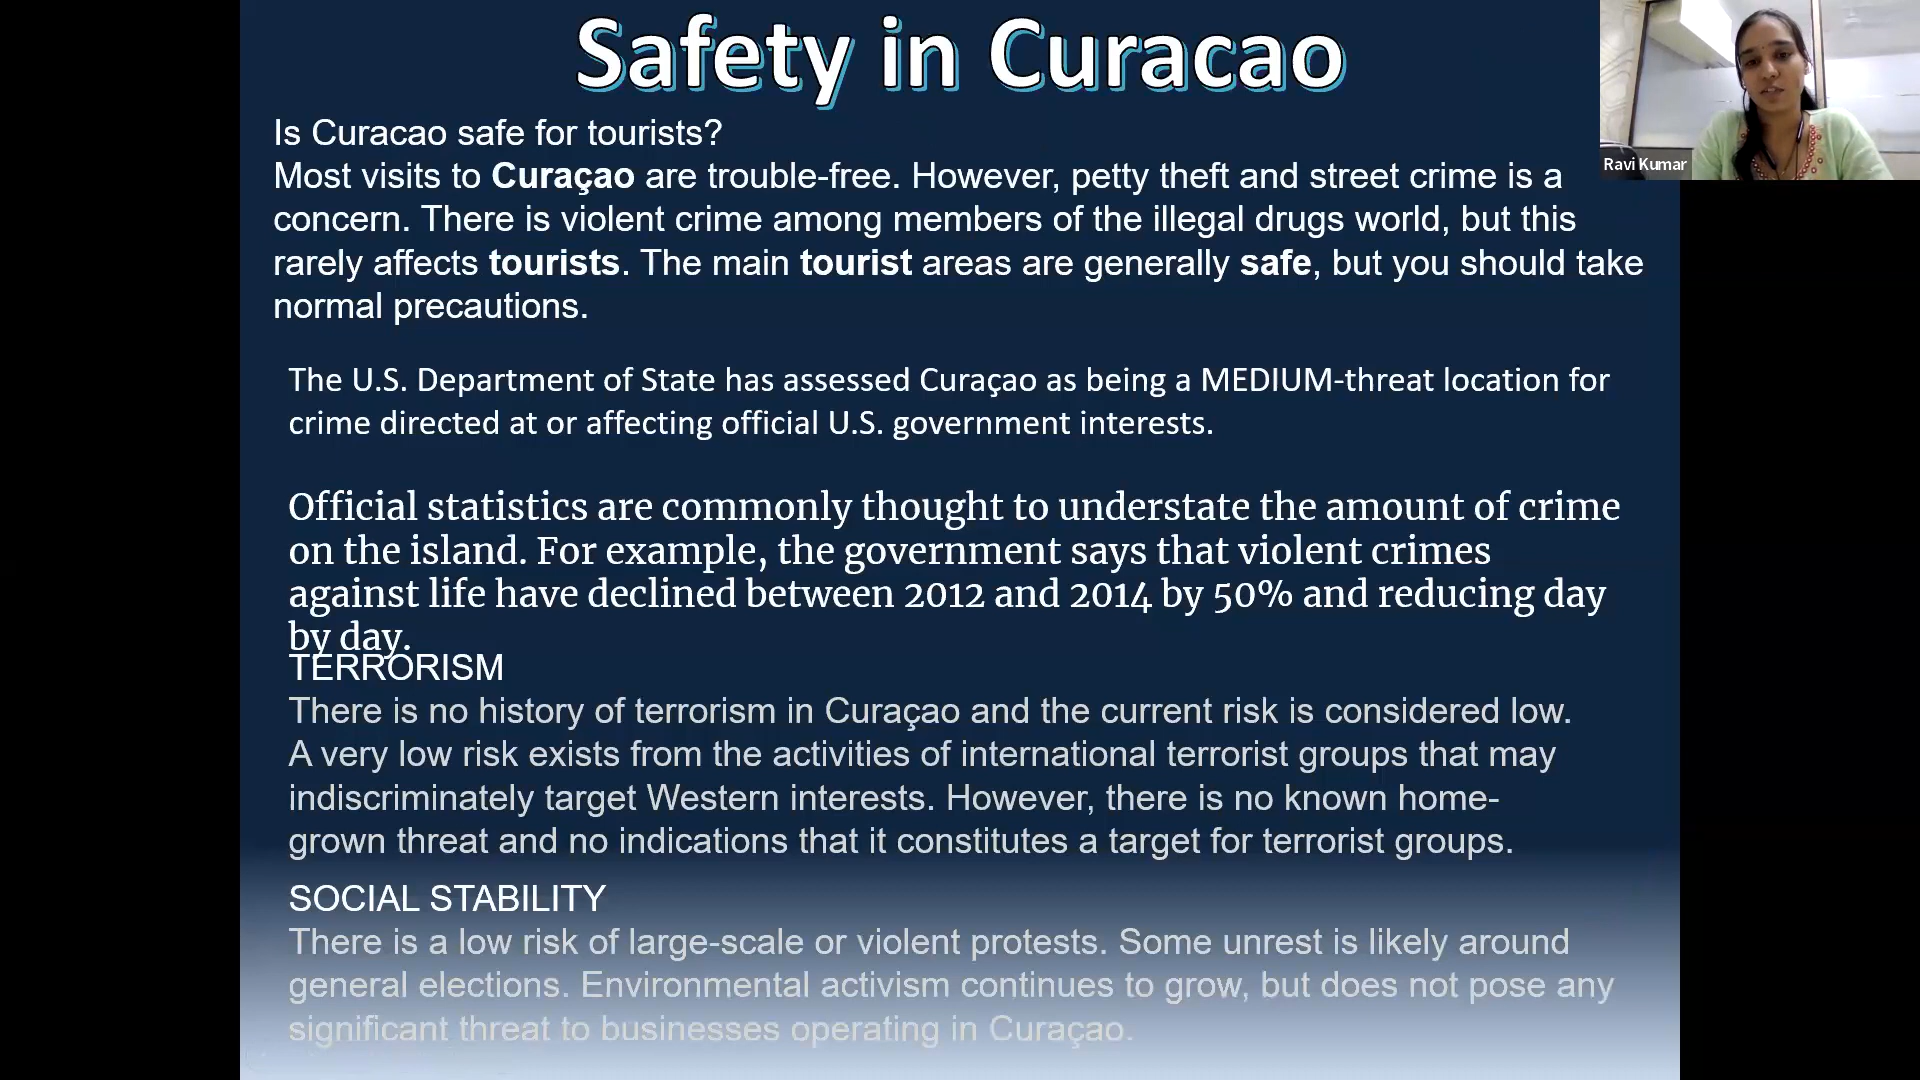 Safety in Curacao
Is Curacao safe for tourists?
Most visits to Curaçao are trouble-free. However, petty theft and street crime is a
concern. There is violent crime among members of the illegal drugs world, but this
rarely affects tourists. The main tourist areas are generally safe, but you should take
normal precautions.
Ravi Kumar
The U.S. Department of State has assessed Curaçao as being a MEDIUM-threat location for
crime directed at or affecting official U.S. government interests.
Official statistics are commonly thought to understate the amount of crime
on the island. For example, the government says that violent crimes
against life have declined between 2012 and 2014 by 50% and reducing day
by day.
TERRORISM
There is no history of terrorism in Curaçao and the current risk is considered low.
A very low risk exists from the activities of international terrorist groups that may
indiscriminately target Western interests. However, there is no known home-
grown threat and no indications that it constitutes a target for terrorist groups.
SOCIAL STABILITY
There is a low risk of large-scale or violent protests. Some unrest is likely around
general elections. Environmental activism continues to grow, but does not pose any
significant threat to businesses operating in Curaçao.